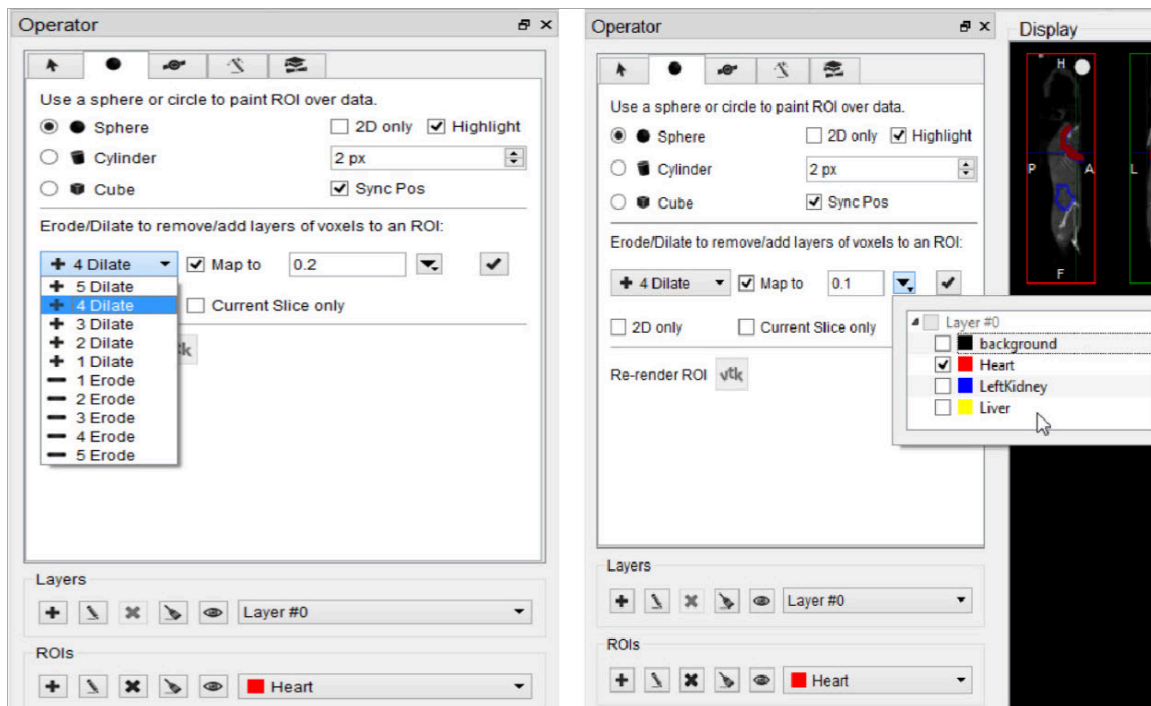 Operator
Use a sphere or circle to paint ROI over data.
Sphere 2D only Highlight
Cylinder 2 px
Cube Sync Pos
Erode/Dilate to remove/add layers of voxels to an ROI:
4 Dilate Map to 0.2
5 Dilate
4 Dilate Current Slice only
3 Dilate
2 Dilate
1 Dilate
1 Erode
2 Erode
3 Erode
4 Erode
5 Erode
Layers
Layer #0
ROIs
Heart
Operator
Use a sphere or circle to paint ROI over data.
Sphere 2D only Highlight
Cylinder 2 px
Cube Sync Pos
Erode/Dilate to remove/add layers of voxels to an ROI:
4 Dilate Map to 0.1
2D only Current Slice only
Re-render ROI vtk
Layer #0
background
Heart
LeftKidney
Liver
Layers
Layer #0
ROIs
Heart
Display
H
P A L
F